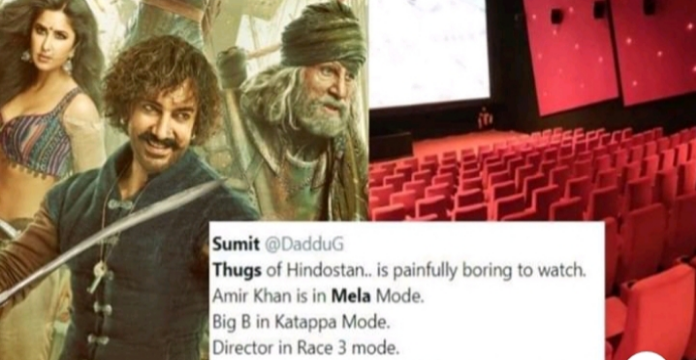 Sumit @DadduG
Thugs of Hindostan.. is painfully boring to watch.
Amir Khan is in Mela Mode.
Big B in Katappa Mode.
Director in Race 3 mode.